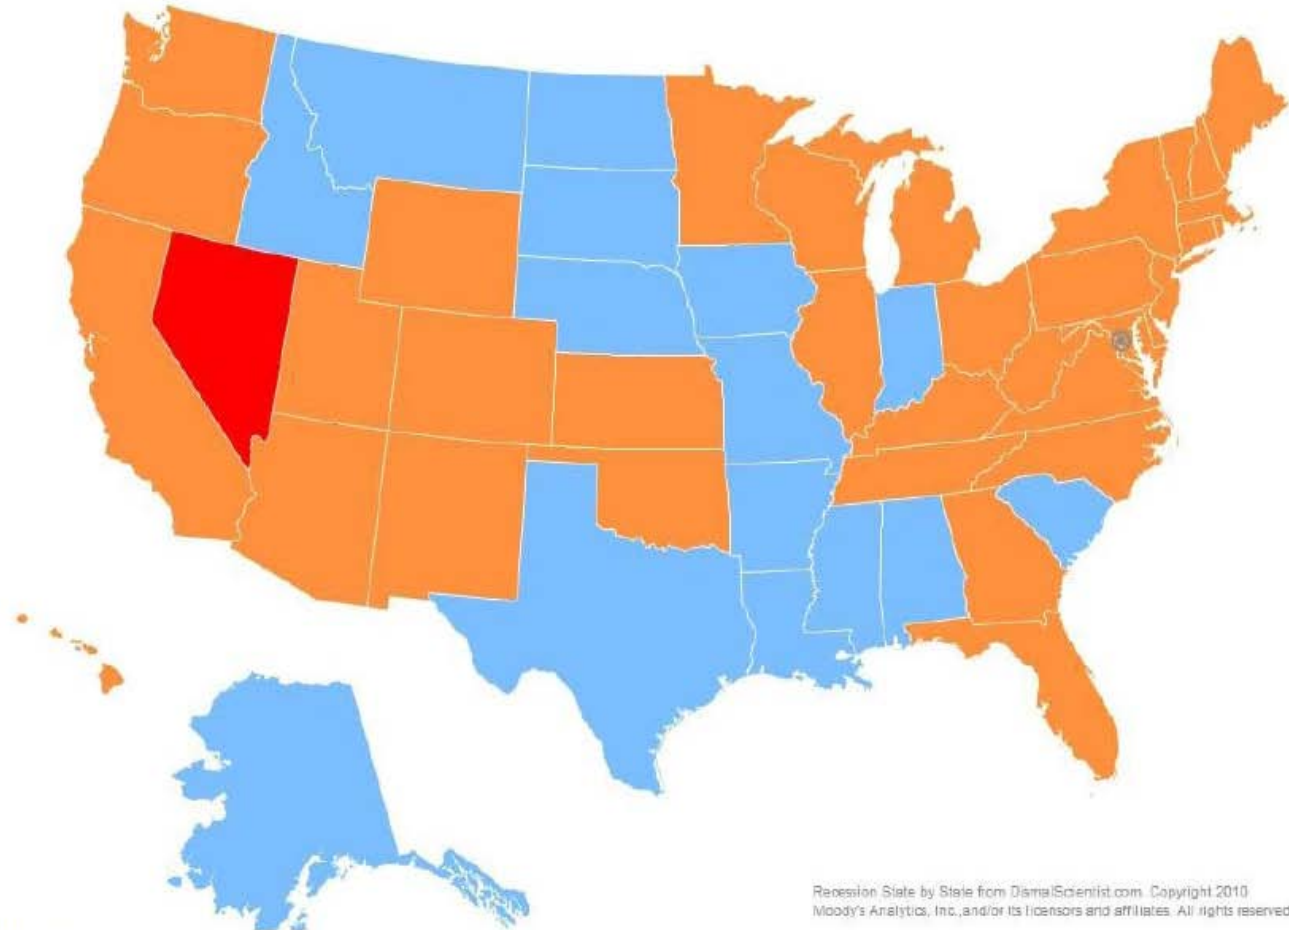 Recession State by State from DismalScientist.com. Copyright 2010
Moody's Analytics, Inc.,and/or its licensors and affiliates. All rights reserved